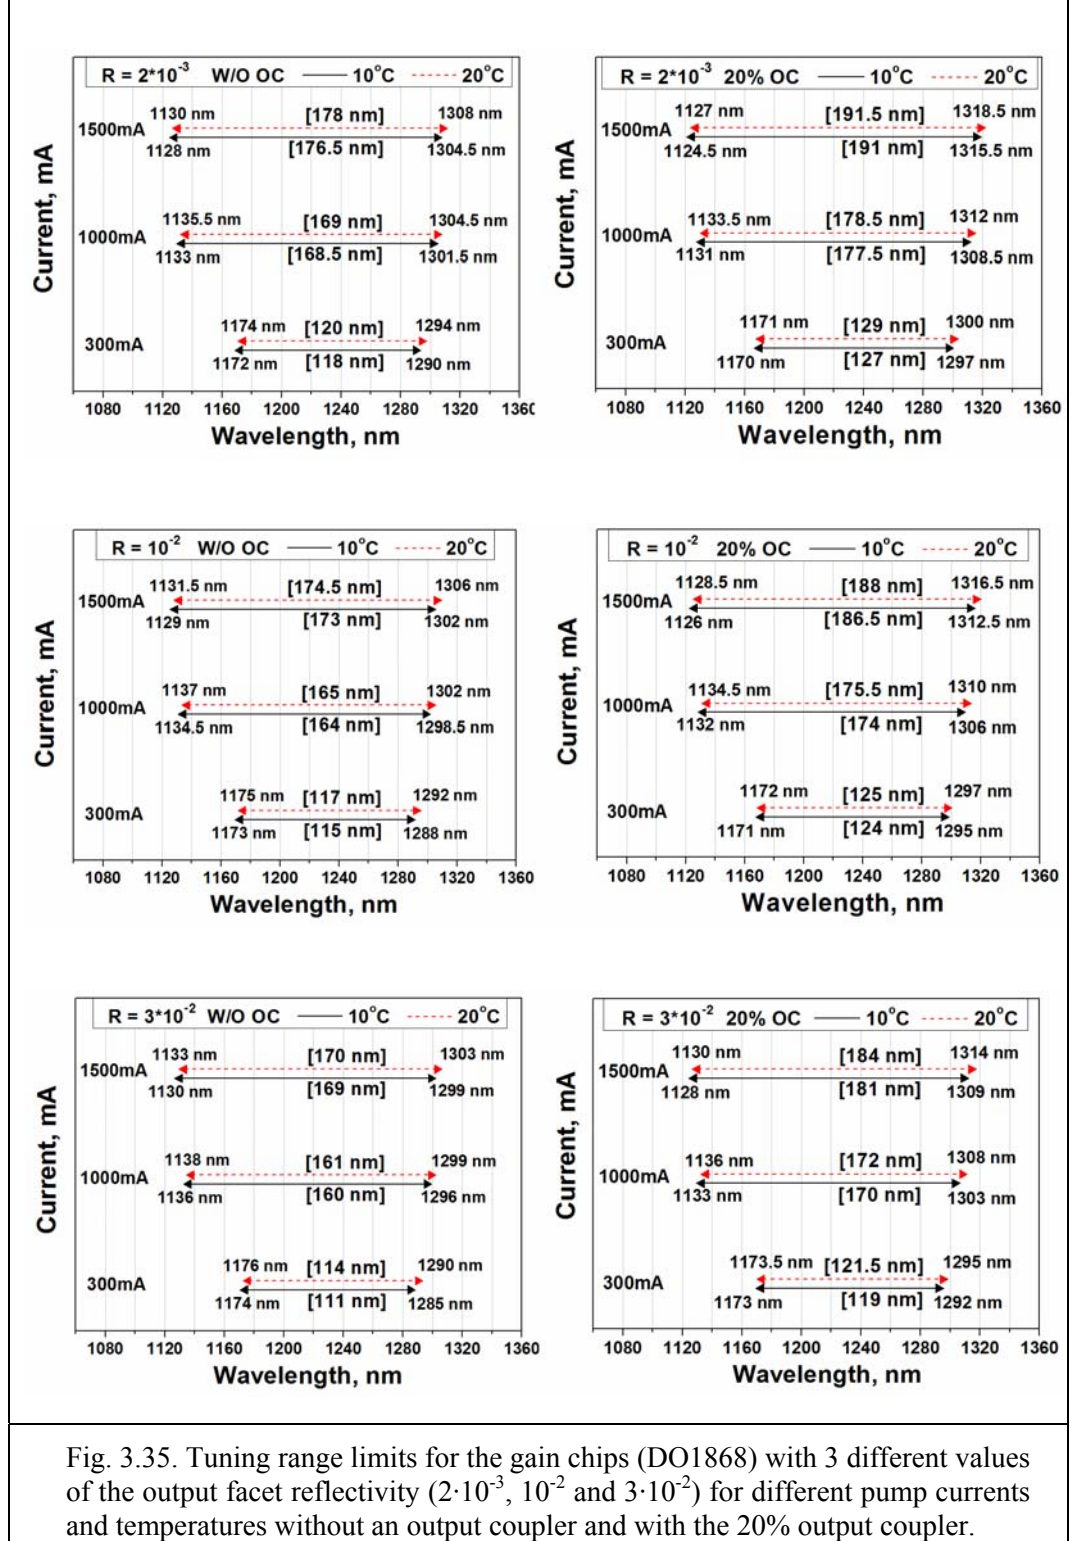 R = 2*10⁻³ W/O OC 10°C 20°C
1130 nm [178 nm] 1308 nm
1500mA
1128 nm [176.5 nm] 1304.5 nm
1135.5 nm [169 nm] 1304.5 nm
1000mA
1133 nm [168.5 nm] 1301.5 nm
1174 nm [120 nm] 1294 nm
300mA
1172 nm [118 nm] 1290 nm
Current, mA
1080 1120 1160 1200 1240 1280 1320 1360
Wavelength, nm
R = 2*10⁻³ 20% OC 10°C 20°C
1127 nm [191.5 nm] 1318.5 nm
1500mA
1124.5 nm [191 nm] 1315.5 nm
1133.5 nm [178.5 nm] 1312 nm
1000mA
1131 nm [177.5 nm] 1308.5 nm
1171 nm [129 nm] 1300 nm
300mA
1170 nm [127 nm] 1297 nm
Current, mA
1080 1120 1160 1200 1240 1280 1320 1360
Wavelength, nm
R = 10⁻² W/O OC 10°C 20°C
1131.5 nm [174.5 nm] 1306 nm
1500mA
1129 nm [173 nm] 1302 nm
1137 nm [165 nm] 1302 nm
1000mA
1134.5 nm [164 nm] 1298.5 nm
1175 nm [117 nm] 1292 nm
300mA
1173 nm [115 nm] 1288 nm
Current, mA
1080 1120 1160 1200 1240 1280 1320 1360
Wavelength, nm
R = 10⁻² 20% OC 10°C 20°C
1128.5 nm [188 nm] 1316.5 nm
1500mA
1126 nm [186.5 nm] 1312.5 nm
1134.5 nm [175.5 nm] 1310 nm
1000mA
1132 nm [174 nm] 1306 nm
1172 nm [125 nm] 1297 nm
300mA
1171 nm [124 nm] 1295 nm
Current, mA
1080 1120 1160 1200 1240 1280 1320 1360
Wavelength, nm
R = 3*10⁻² W/O OC 10°C 20°C
1133 nm [170 nm] 1303 nm
1500mA
1130 nm [169 nm] 1299 nm
1138 nm [161 nm] 1299 nm
1000mA
1136 nm [160 nm] 1296 nm
1176 nm [114 nm] 1290 nm
300mA
1174 nm [111 nm] 1285 nm
Current, mA
1080 1120 1160 1200 1240 1280 1320 1360
Wavelength, nm
R = 3*10⁻² 20% OC 10°C 20°C
1130 nm [184 nm] 1314 nm
1500mA
1128 nm [181 nm] 1309 nm
1136 nm [172 nm] 1308 nm
1000mA
1133 nm [170 nm] 1303 nm
1173.5 nm [121.5 nm] 1295 nm
300mA
1173 nm [119 nm] 1292 nm
Current, mA
1080 1120 1160 1200 1240 1280 1320 1360
Wavelength, nm
Fig. 3.35. Tuning range limits for the gain chips (DO1868) with 3 different values
of the output facet reflectivity (2·10⁻³, 10⁻² and 3·10⁻²) for different pump currents
and temperatures without an output coupler and with the 20% output coupler.